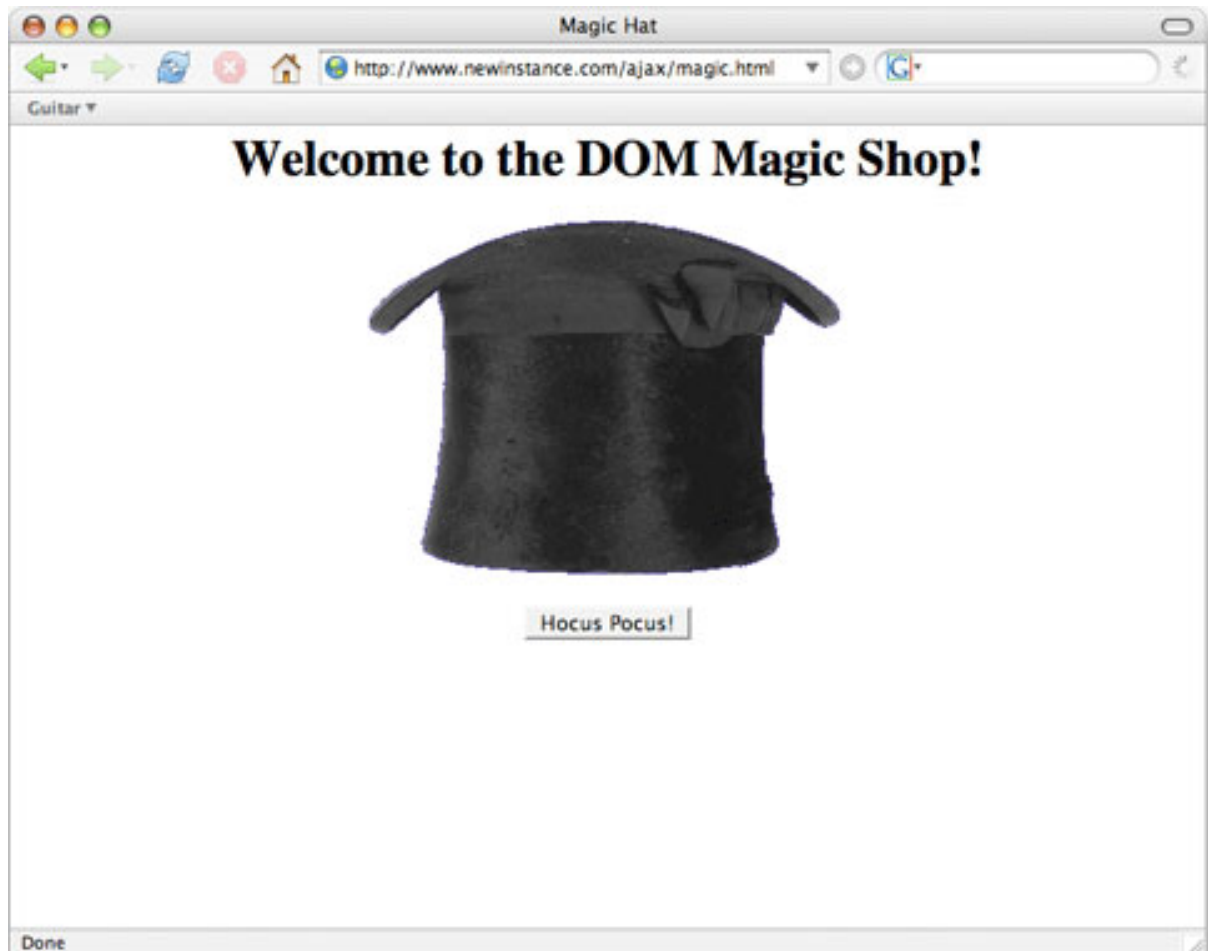 Magic Hat
http://www.newinstance.com/ajax/magic.html
G
Guitar
Welcome to the DOM Magic Shop!
Hocus Pocus!
Done